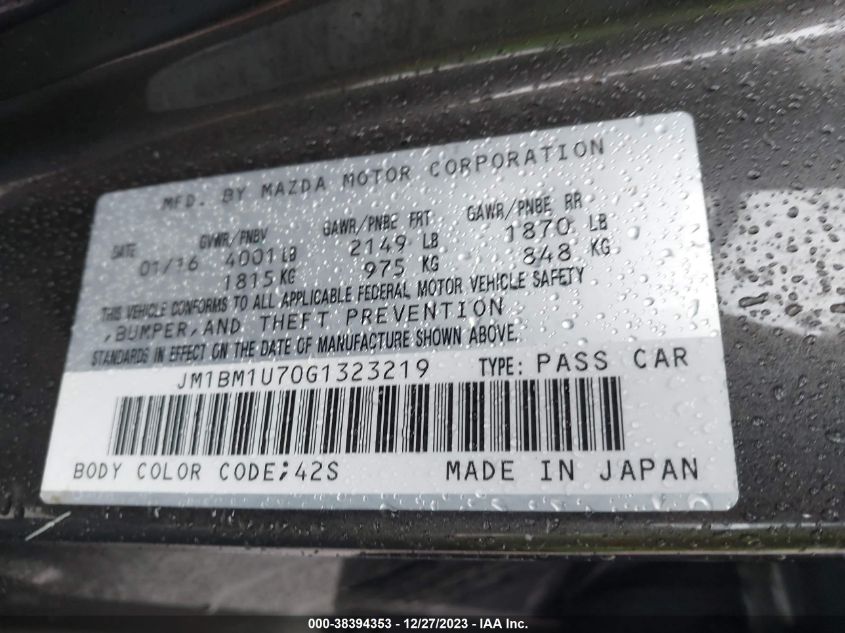 MFD. BY MAZDA MOTOR CORPORATION
DATE GVWR/PNBV GAWR/PNBE FRT GAWR/PNBE RR
01/16 4001 LB 2149 LB 1870 LB
1815 KG 975 KG 848 KG
THIS VEHICLE CONFORMS TO ALL APPLICABLE FEDERAL MOTOR VEHICLE SAFETY
,BUMPER,AND THEFT PREVENTION
STANDARDS IN EFFECT ON THE DATE OF MANUFACTURE SHOWN ABOVE.
JM1BM1U70G1323219 TYPE: PASS CAR
BODY COLOR CODE;42S MADE IN JAPAN
000-38394353 – 12/27/2023 – IAA Inc.